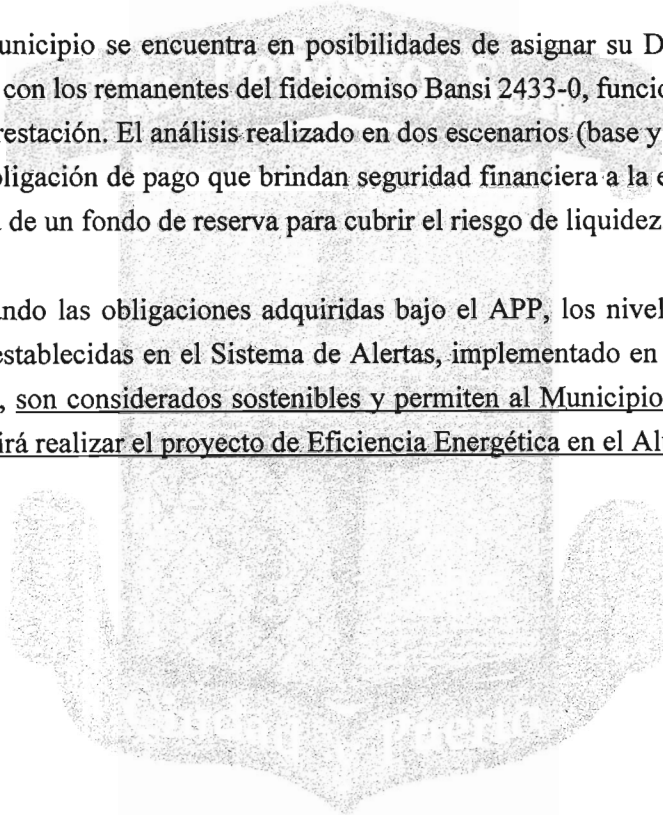 unicipio se encuentra en posibilidades de asignar su D
con los remanentes del fideicomiso Bansi 2433-0, funcio
restación. El análisis realizado en dos escenarios (base y
bligación de pago que brindan seguridad financiera a la e
de un fondo de reserva para cubrir el riesgo de liquidez
ando las obligaciones adquiridas bajo el APP, los nivel
establecidas en el Sistema de Alertas, implementado en
, son considerados sostenibles y permiten al Municipio
irá realizar el proyecto de Eficiencia Energética en el Al
Ciudad y Puerto